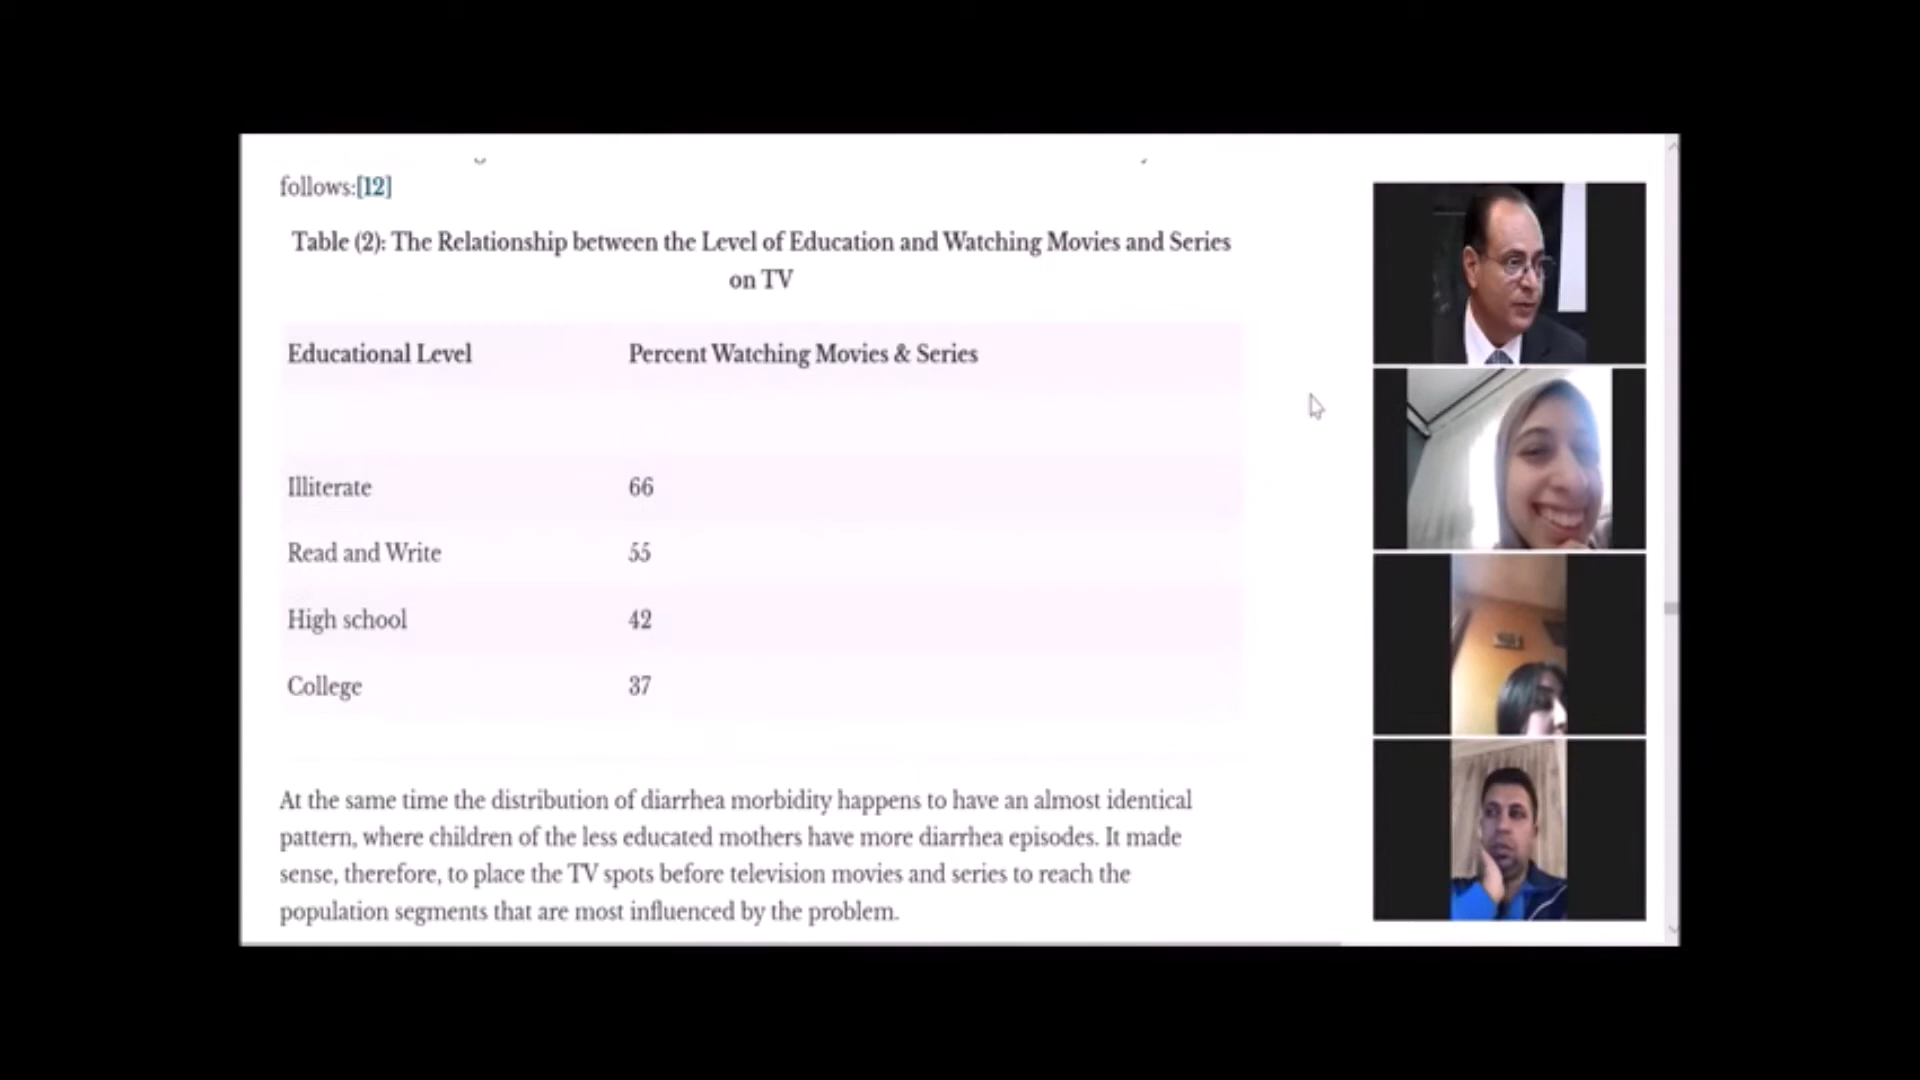 follows:[12]
Table (2): The Relationship between the Level of Education and Watching Movies and Series
on TV
Educational Level Percent Watching Movies & Series
Illiterate 66
Read and Write 55
High school 42
College 37
At the same time the distribution of diarrhea morbidity happens to have an almost identical
pattern, where children of the less educated mothers have more diarrhea episodes. It made
sense, therefore, to place the TV spots before television movies and series to reach the
population segments that are most influenced by the problem.